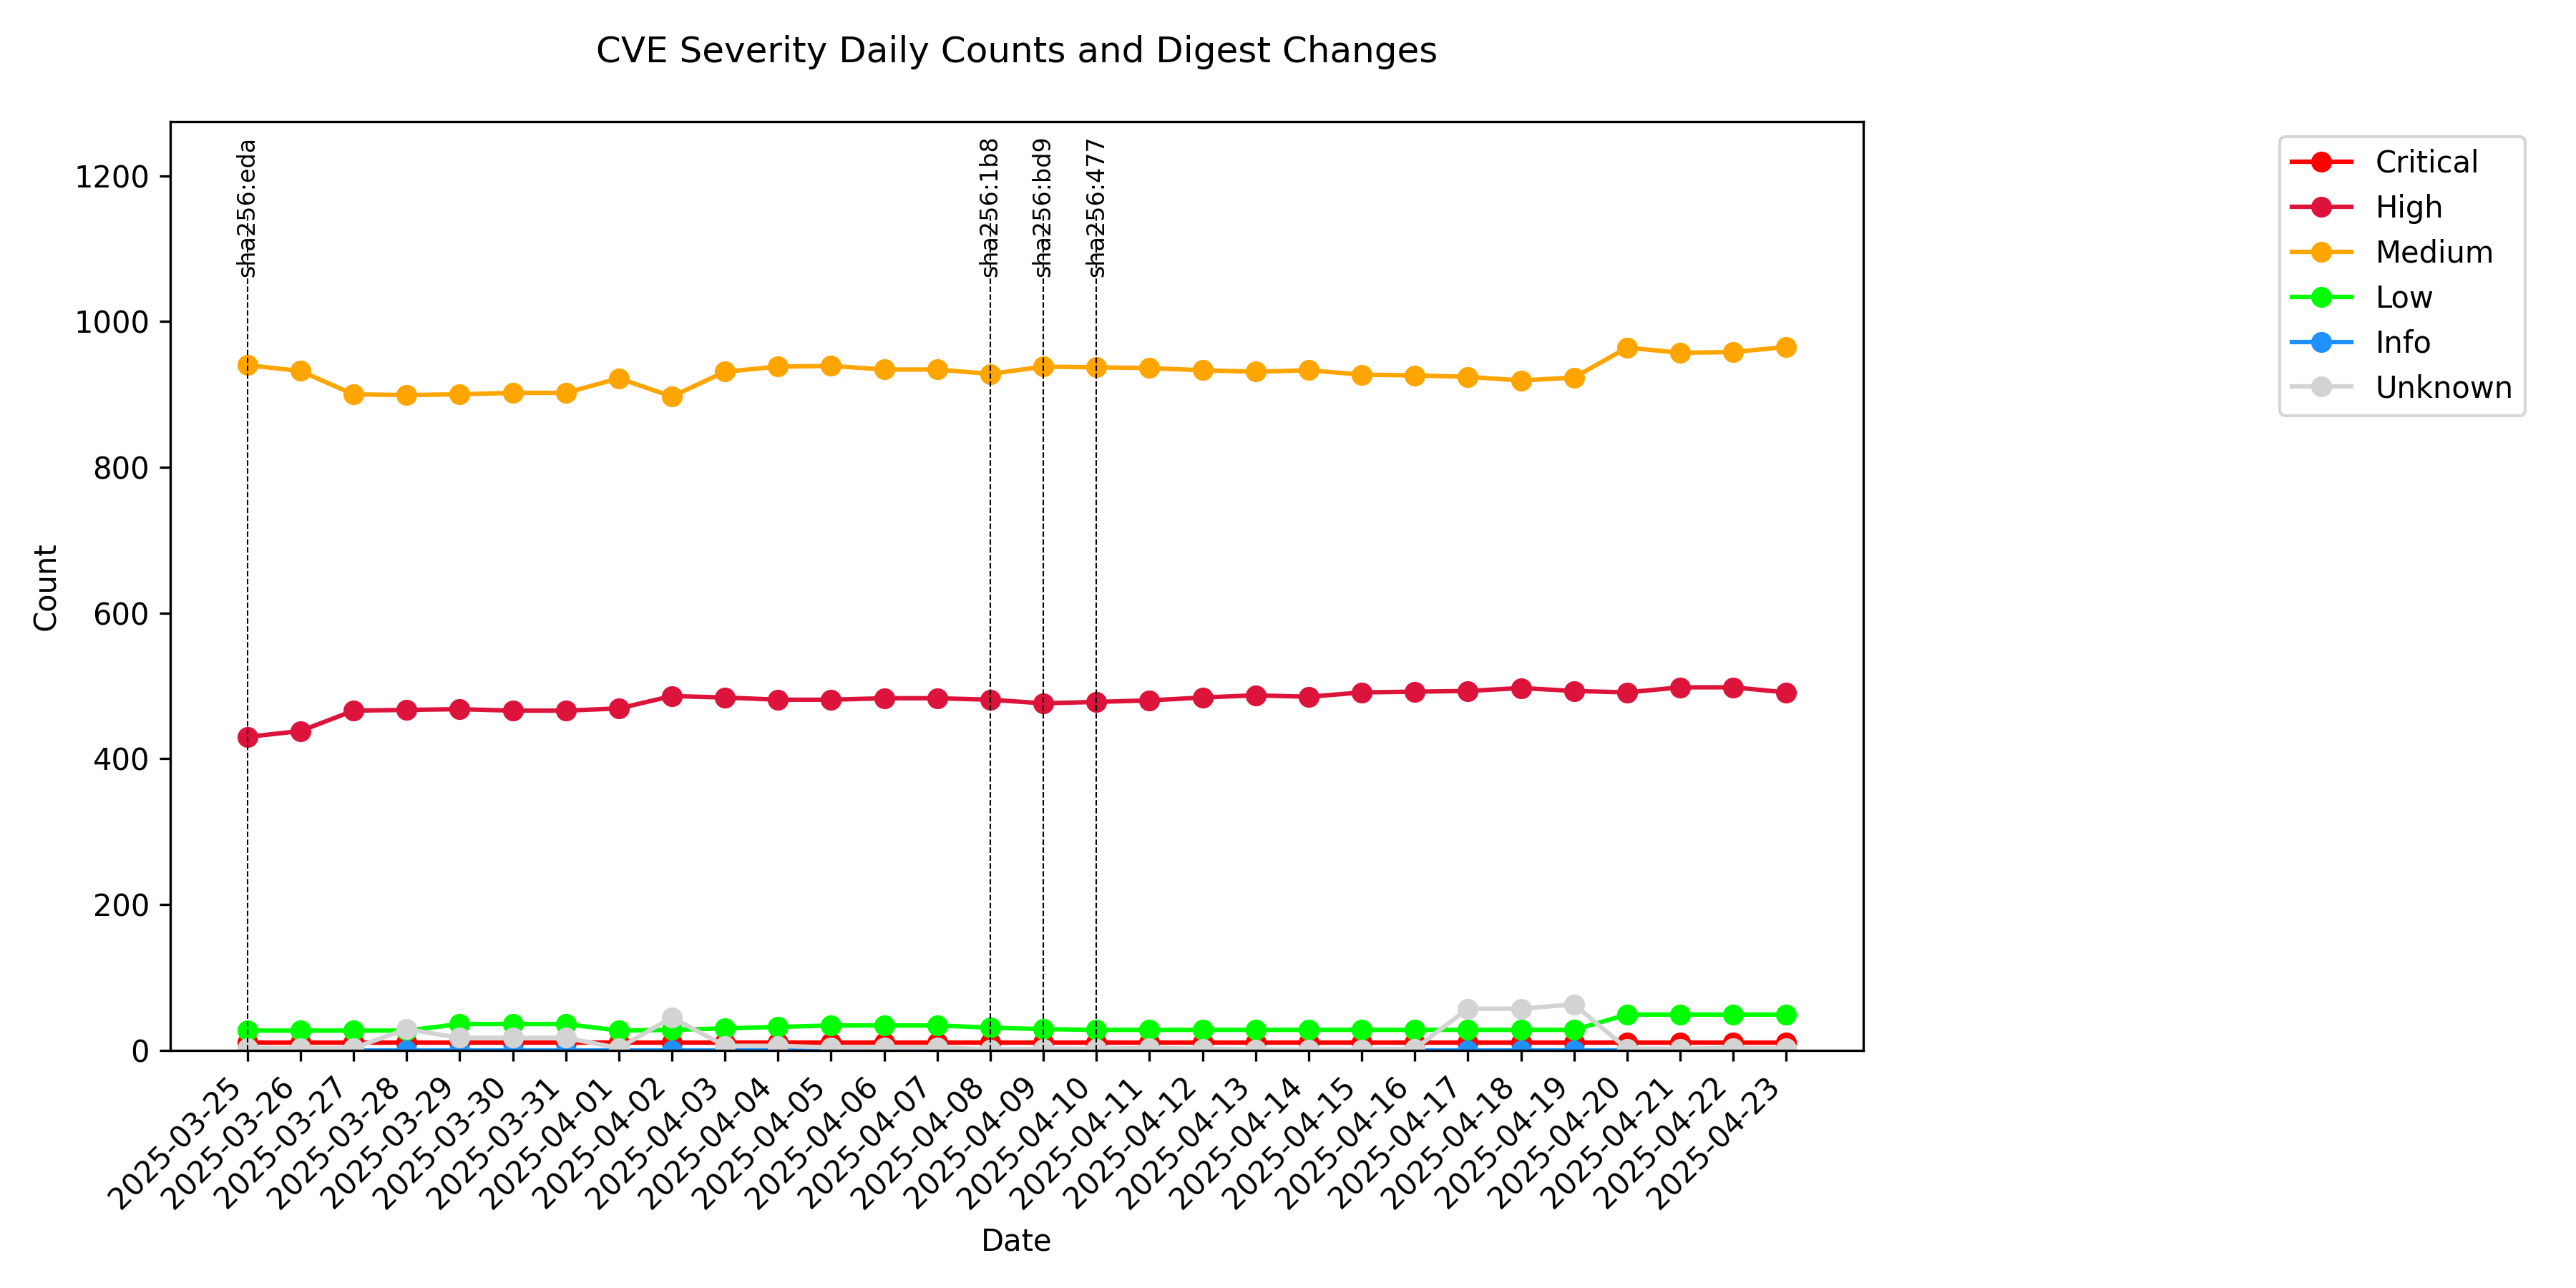 CVE Severity Daily Counts and Digest Changes
sha256:eda
sha256:1b8
sha256:bd9
sha256:477
Critical
High
Medium
Low
Info
Unknown
Count
1200
1000
800
600
400
200
0
2025-03-25
2025-03-26
2025-03-27
2025-03-28
2025-03-29
2025-03-30
2025-03-31
2025-04-01
2025-04-02
2025-04-03
2025-04-04
2025-04-05
2025-04-06
2025-04-07
2025-04-08
2025-04-09
2025-04-10
2025-04-11
2025-04-12
2025-04-13
2025-04-14
2025-04-15
2025-04-16
2025-04-17
2025-04-18
2025-04-19
2025-04-20
2025-04-21
2025-04-22
2025-04-23
Date